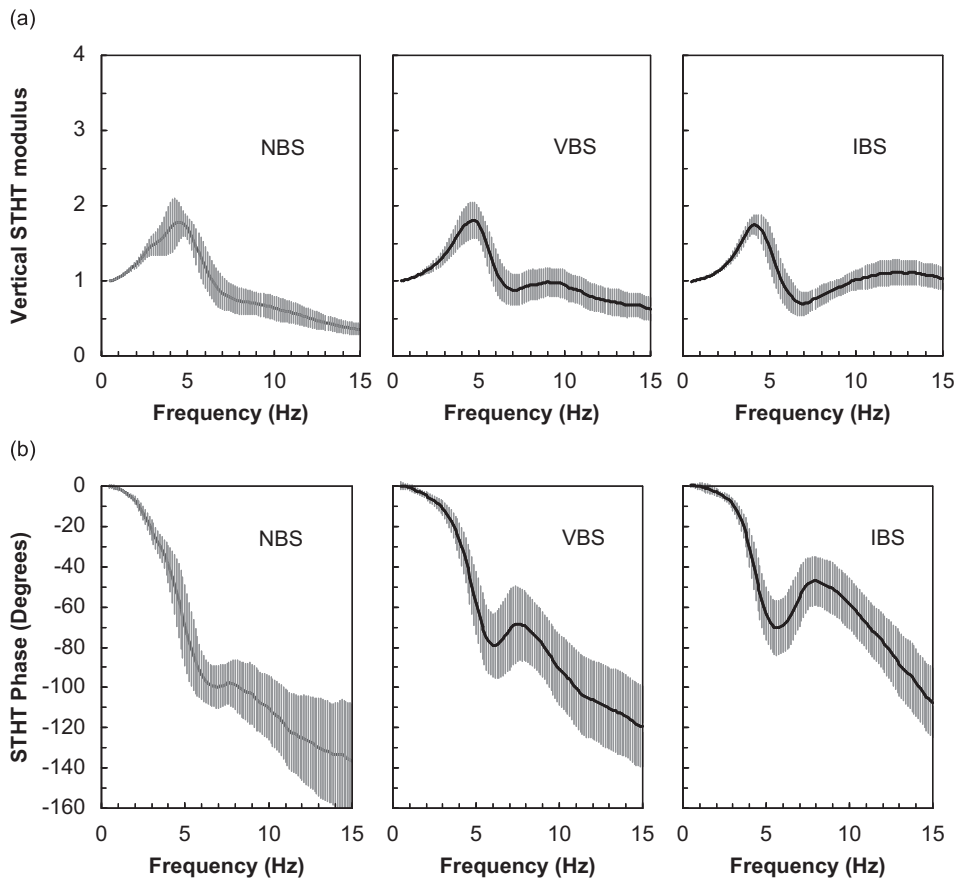 (a)
Vertical STHT modulus
4
3
2
1
0
NBS
VBS
IBS
0 5 10 15
0 5 10 15
0 5 10 15
Frequency (Hz)
Frequency (Hz)
Frequency (Hz)
(b)
STHT Phase (Degrees)
0
-20
-40
-60
-80
-100
-120
-140
-160
NBS
VBS
IBS
0 5 10 15
0 5 10 15
0 5 10 15
Frequency (Hz)
Frequency (Hz)
Frequency (Hz)